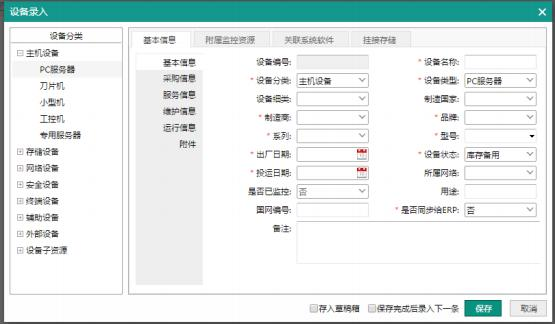 设备录入
设备分类
主机设备
PC服务器
刀片机
小型机
工控机
专用服务器
存储设备
网络设备
安全设备
终端设备
辅助设备
外部设备
设备子资源
基本信息 附属监控资源 关联系统软件 挂接存储
基本信息
采购信息
服务信息
维护信息
运行信息
附件
设备编号: * 设备名称:
* 设备分类: 主机设备 * 设备类型: PC服务器
设备细类: 制造国家:
* 制造商: * 品牌:
* 系列: * 型号:
* 出厂日期: * 设备状态: 库存备用
* 投运日期: 所属网络:
是否已监控: 否 用途:
国网编号: * 是否同步给ERP: 否
备注:
存入草稿箱 保存完成后录入下一条 保存 取消